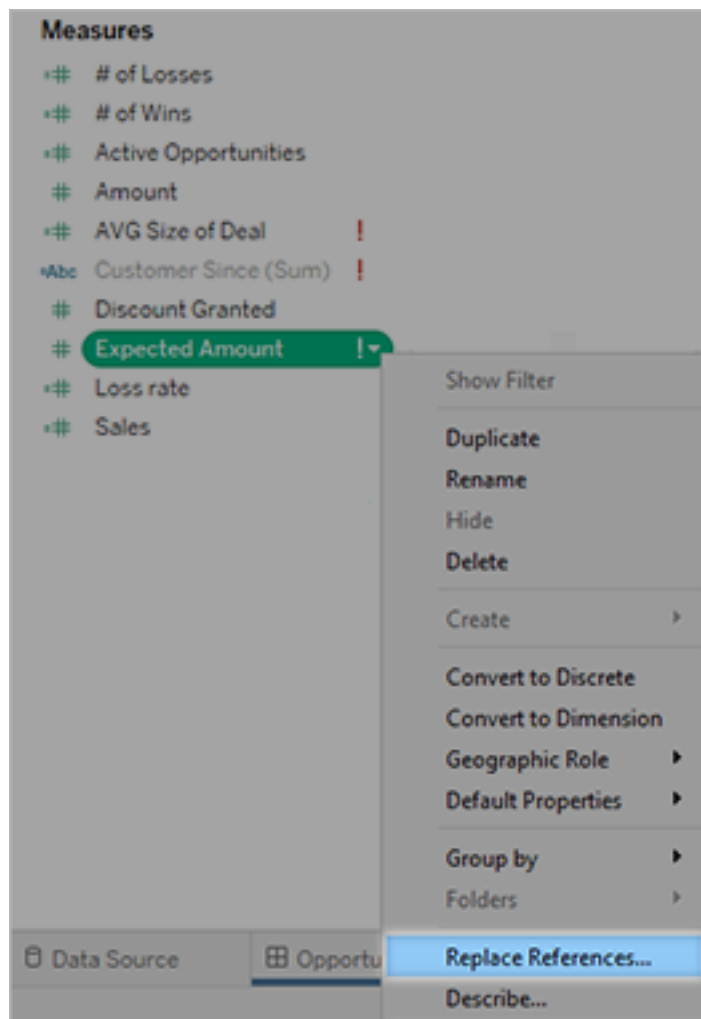 Measures
# of Losses
# of Wins
Active Opportunities
Amount
AVG Size of Deal !
Abc Customer Since (Sum) !
Discount Granted
Expected Amount !
Loss rate
Sales
Show Filter
Duplicate
Rename
Hide
Delete
Create
Convert to Discrete
Convert to Dimension
Geographic Role
Default Properties
Group by
Folders
Replace References...
Describe...
Data Source
Opportu